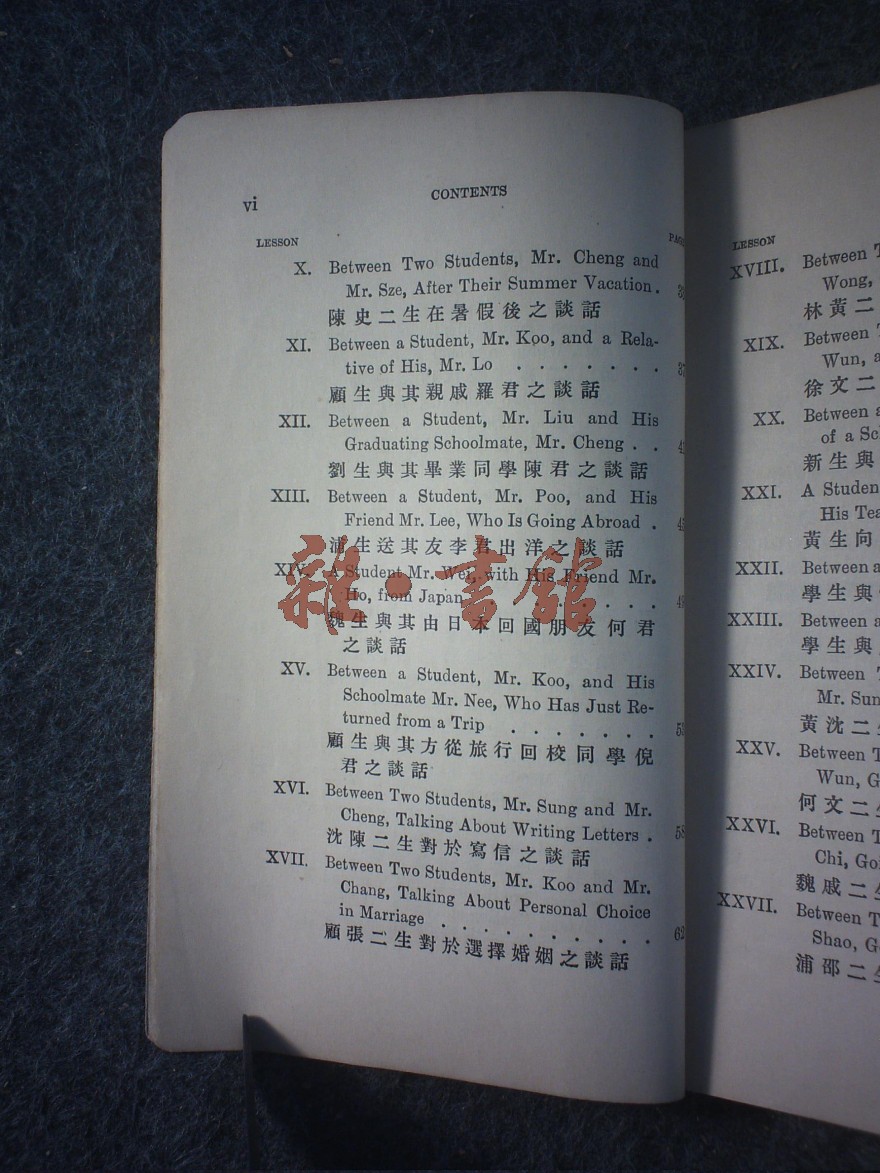 vi CONTENTS
LESSON
X. Between Two Students, Mr. Cheng and
Mr. Sze, After Their Summer Vacation .
陳史二生在暑假後之談話
XI. Between a Student, Mr. Koo, and a Rela-
tive of His, Mr. Lo . . . . . . . 37
顧生與其親戚羅君之談話
XII. Between a Student, Mr. Liu and His
Graduating Schoolmate, Mr. Cheng . .
劉生與其畢業同學陳君之談話
XIII. Between a Student, Mr. Poo, and His
Friend Mr. Lee, Who Is Going Abroad .
浦生送其友李君出洋之談話
XIV. A Student Mr. Wei, with His Friend Mr.
Ho, from Japan . . . .
魏生與其由日本回國朋友何君
之談話
XV. Between a Student, Mr. Koo, and His
Schoolmate Mr. Nee, Who Has Just Re-
turned from a Trip . . . . . . . 53
顧生與其方從旅行回校同學倪
君之談話
XVI. Between Two Students, Mr. Sung and Mr.
Cheng, Talking About Writing Letters . 58
沈陳二生對於寫信之談話
XVII. Between Two Students, Mr. Koo and Mr.
Chang, Talking About Personal Choice
in Marriage . . . . . . . . . . 62
顧張二生對於選擇婚姻之談話
雜·書館
LESSON
XVIII. Between
Wong,
林黃二
XIX. Between
Wun, a
徐文二
XX. Between
of a
新生與
XXI. A Studen
His Tea
黃生向
XXII. Between a
學生與
XXIII. Between a
學生與
XXIV. Between
Mr. Sun
黃沈二
XXV. Between
Wun, G
何文二
XXVI. Between
Chi, Goi
魏戚二
XXVII. Between
Shao, G
浦邵二